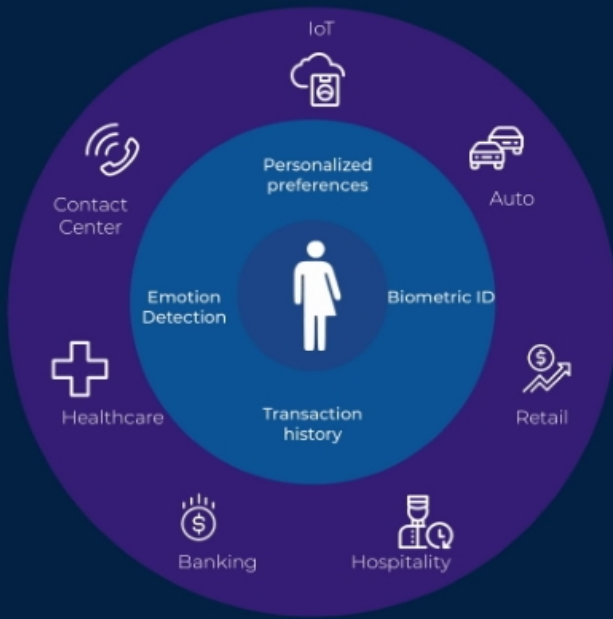 IoT
Personalized
preferences
Auto
Contact
Center
Emotion
Detection
Biometric ID
Healthcare
Transaction
history
Retail
Banking
Hospitality